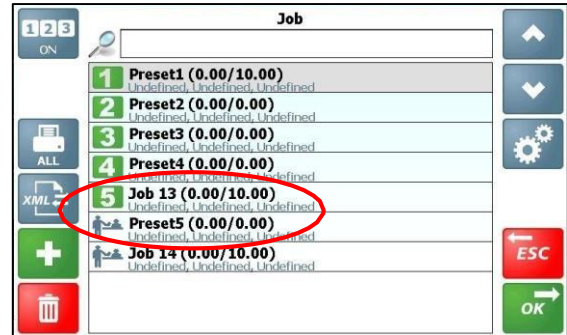 Job
123
ON
1 Preset1 (0.00/10.00)
Undefined, Undefined, Undefined
2 Preset2 (0.00/0.00)
Undefined, Undefined, Undefined
3 Preset3 (0.00/0.00)
Undefined, Undefined, Undefined
4 Preset4 (0.00/0.00)
Undefined, Undefined, Undefined
5 Job 13 (0.00/10.00)
Undefined, Undefined, Undefined
Preset5 (0.00/0.00)
Undefined, Undefined, Undefined
Job 14 (0.00/10.00)
Undefined, Undefined, Undefined
ALL
XML
ESC
OK